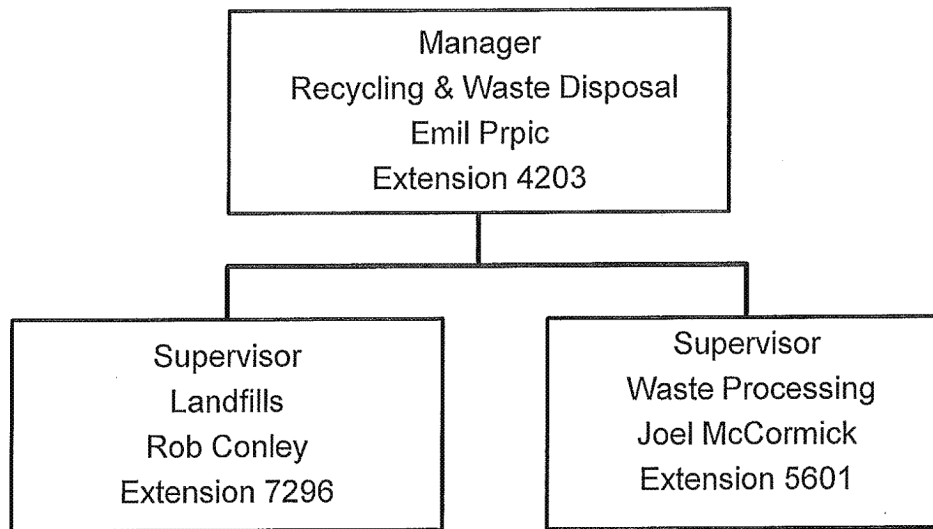 Manager
Recycling & Waste Disposal
Emil Prpic
Extension 4203
Supervisor
Landfills
Rob Conley
Extension 7296
Supervisor
Waste Processing
Joel McCormick
Extension 5601